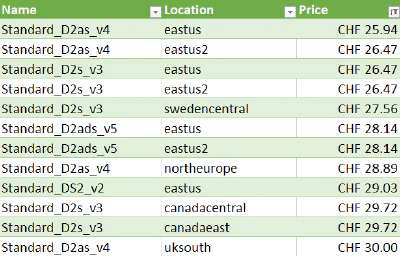 Name Location Price
Standard_D2as_v4 eastus CHF 25.94
Standard_D2as_v4 eastus2 CHF 26.47
Standard_D2s_v3 eastus CHF 26.47
Standard_D2s_v3 eastus2 CHF 26.47
Standard_D2s_v3 swedencentral CHF 27.56
Standard_D2ads_v5 eastus CHF 28.14
Standard_D2ads_v5 eastus2 CHF 28.14
Standard_D2as_v4 northeurope CHF 28.89
Standard_DS2_v2 eastus CHF 29.03
Standard_D2s_v3 canadacentral CHF 29.72
Standard_D2s_v3 canadaeast CHF 29.72
Standard_D2as_v4 uksouth CHF 30.00